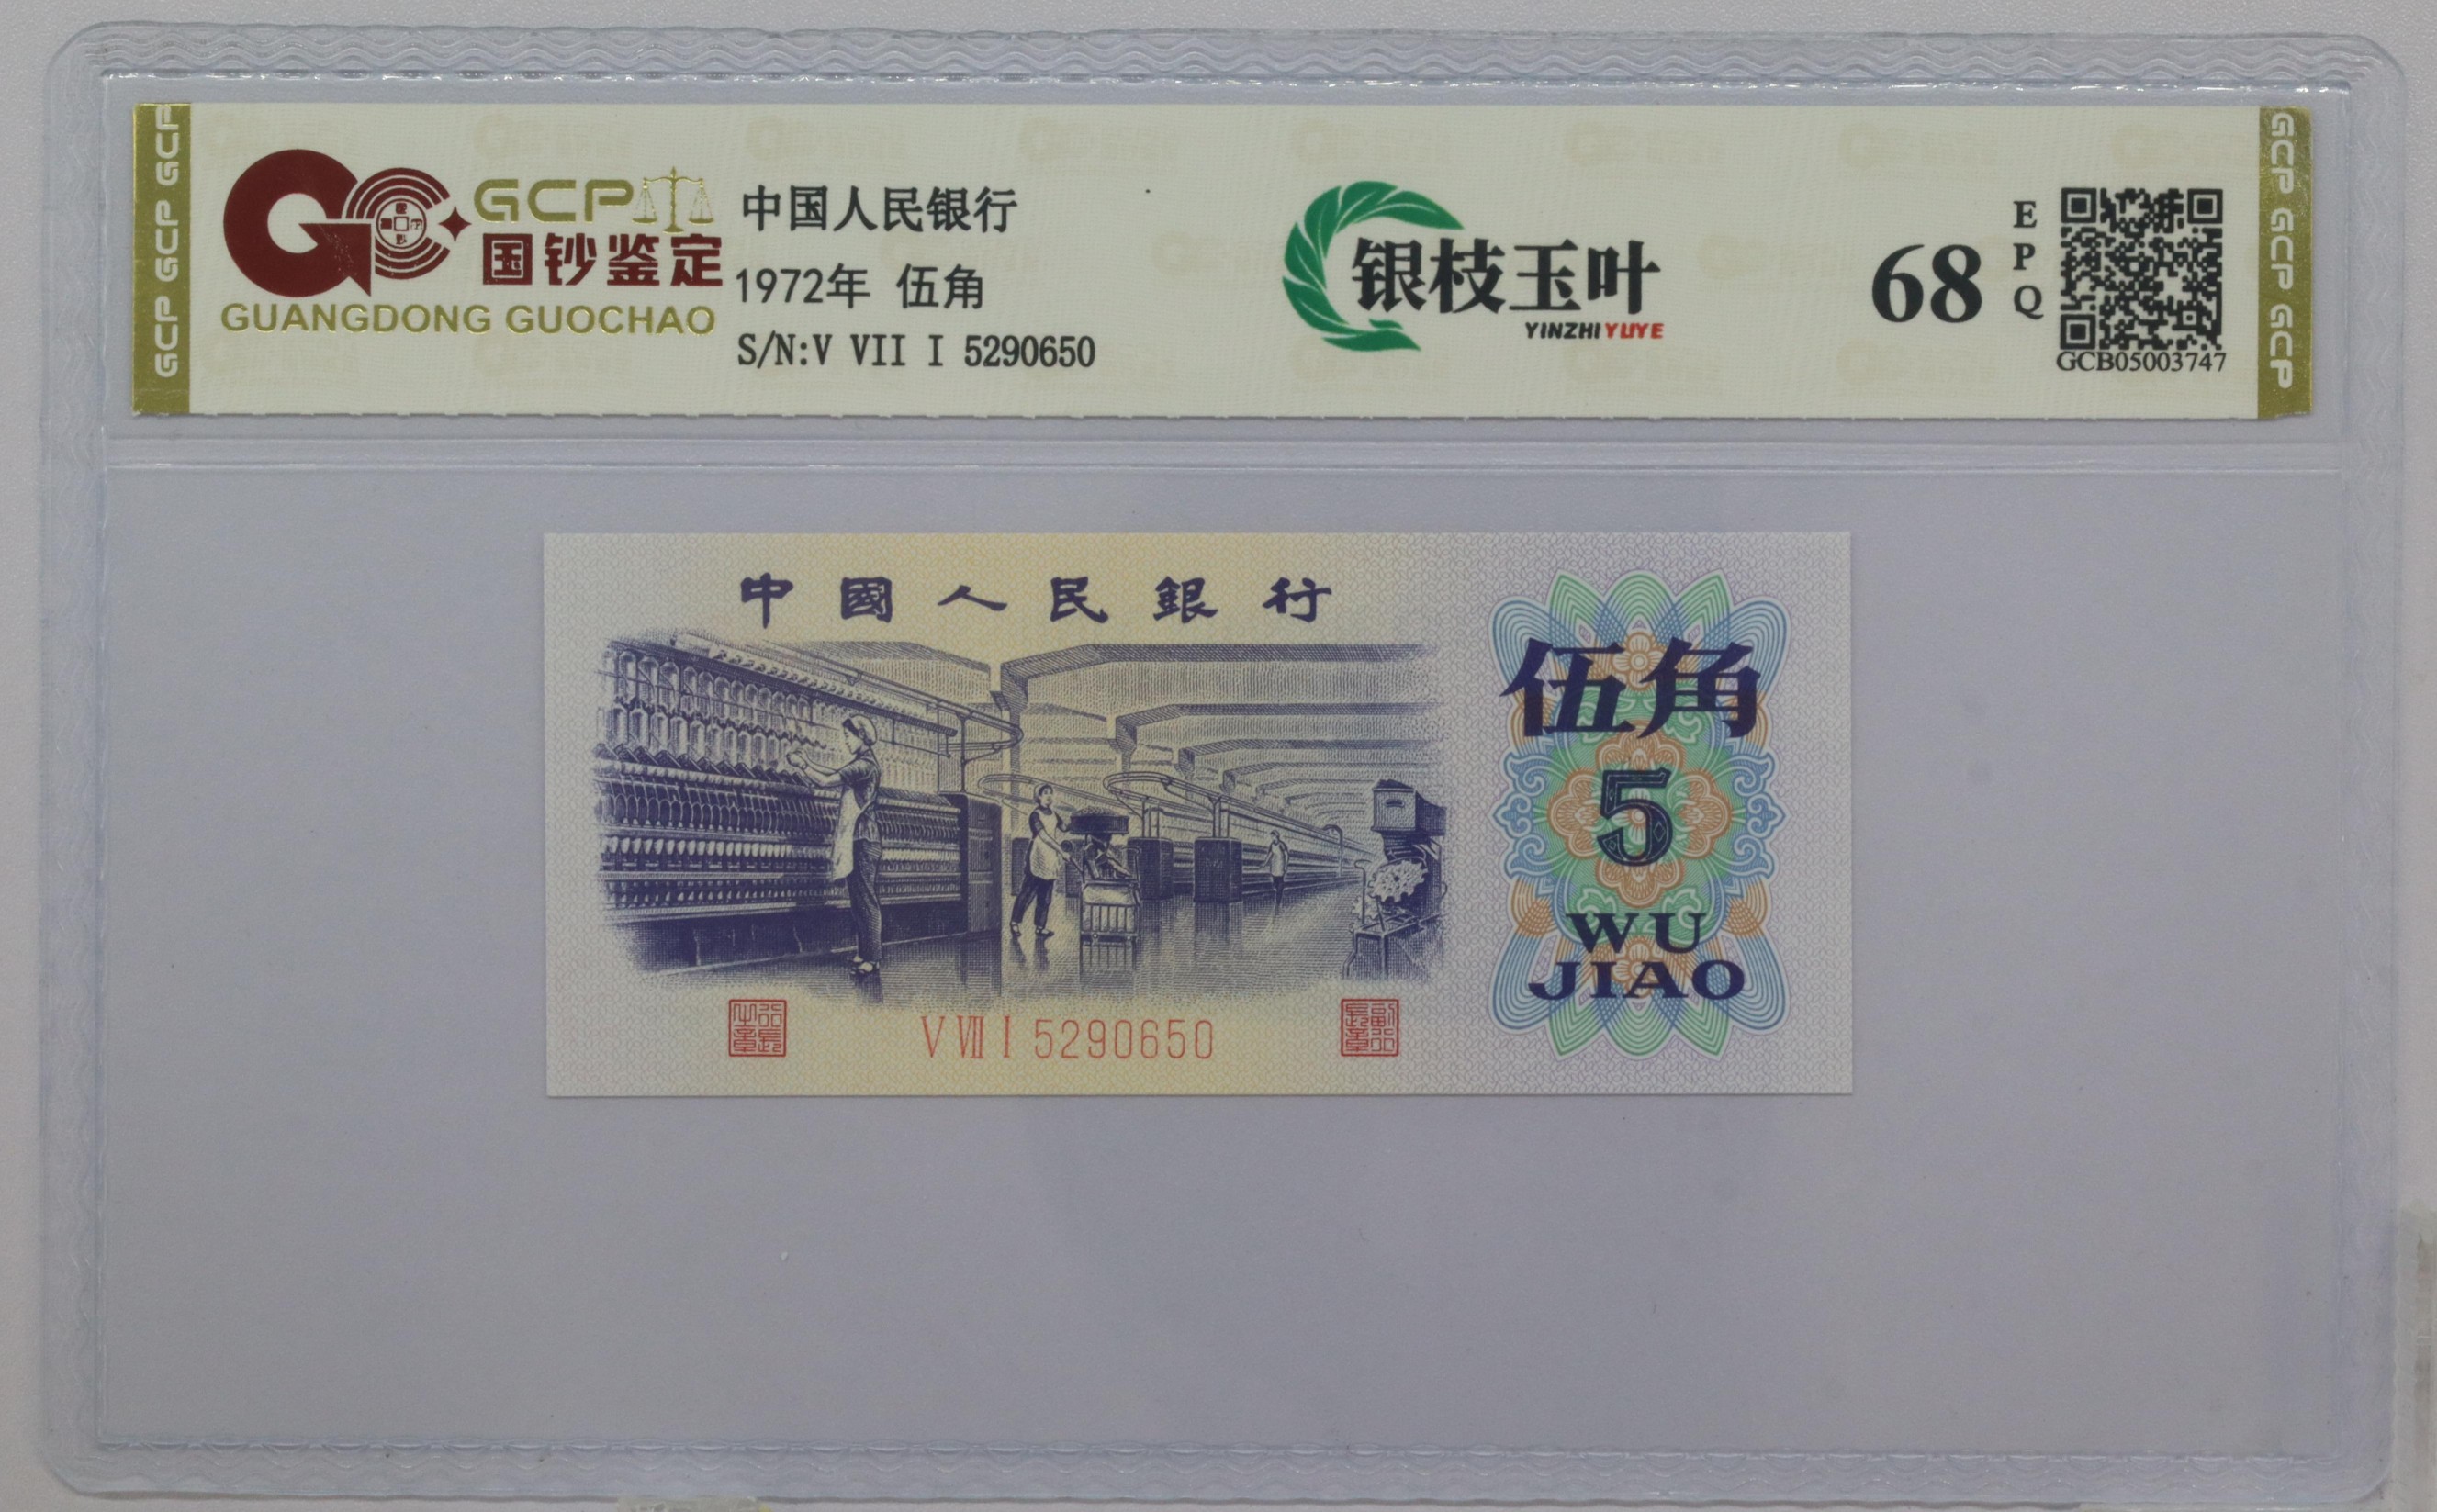 GCP GCP GCP
GCP
国钞鉴定
GUANGDONG GUOCHAO
中国人民银行
1972年 伍角
S/N:V VII I 5290650
银枝玉叶
YINZHIYUYE
68
EPQ
GCB05003747
GCP GCP GCP
中國人民銀行
伍角
5
WU
JIAO
V VII I 5290650